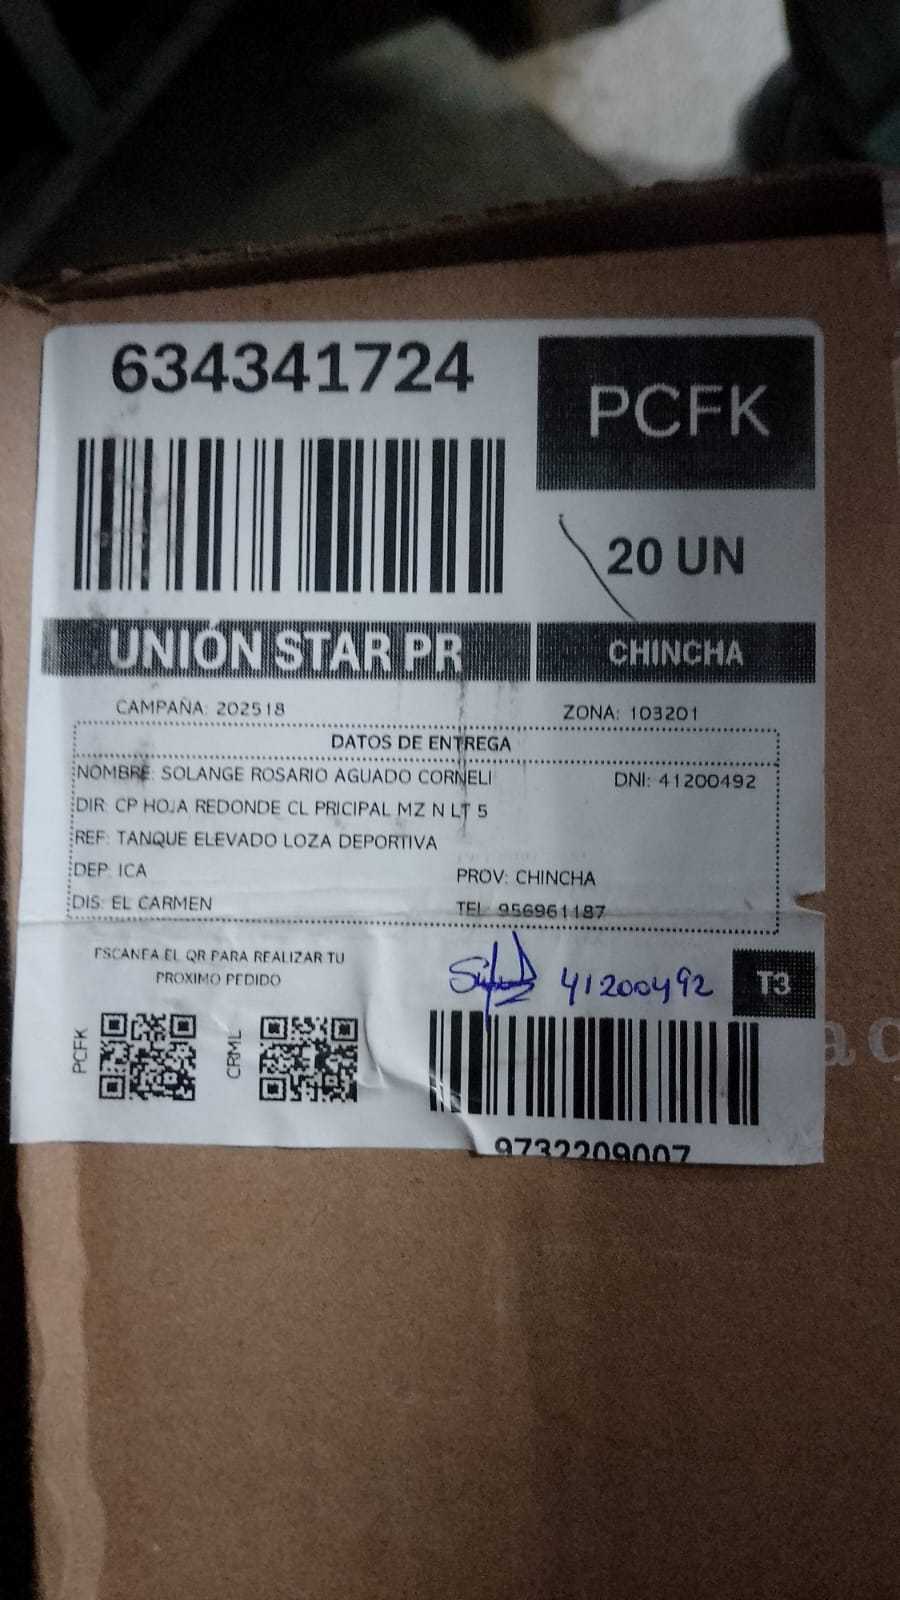 634341724
PCFK
20 UN
UNIÓN STAR PR
CHINCHA
CAMPAÑA: 202518
ZONA: 103201
DATOS DE ENTREGA
NOMBRE: SOLANGE ROSARIO AGUADO CORNELI
DNI: 41200492
DIR: CP HOJA REDONDE CL PRICIPAL MZ N LT 5
REF: TANQUE ELEVADO LOZA DEPORTIVA
DEP: ICA
PROV: CHINCHA
DIS: EL CARMEN
TEL: 956961187
ESCANEA EL QR PARA REALIZAR TU
PROXIMO PEDIDO
41200492
T3
PCFK
CRML
9732209007